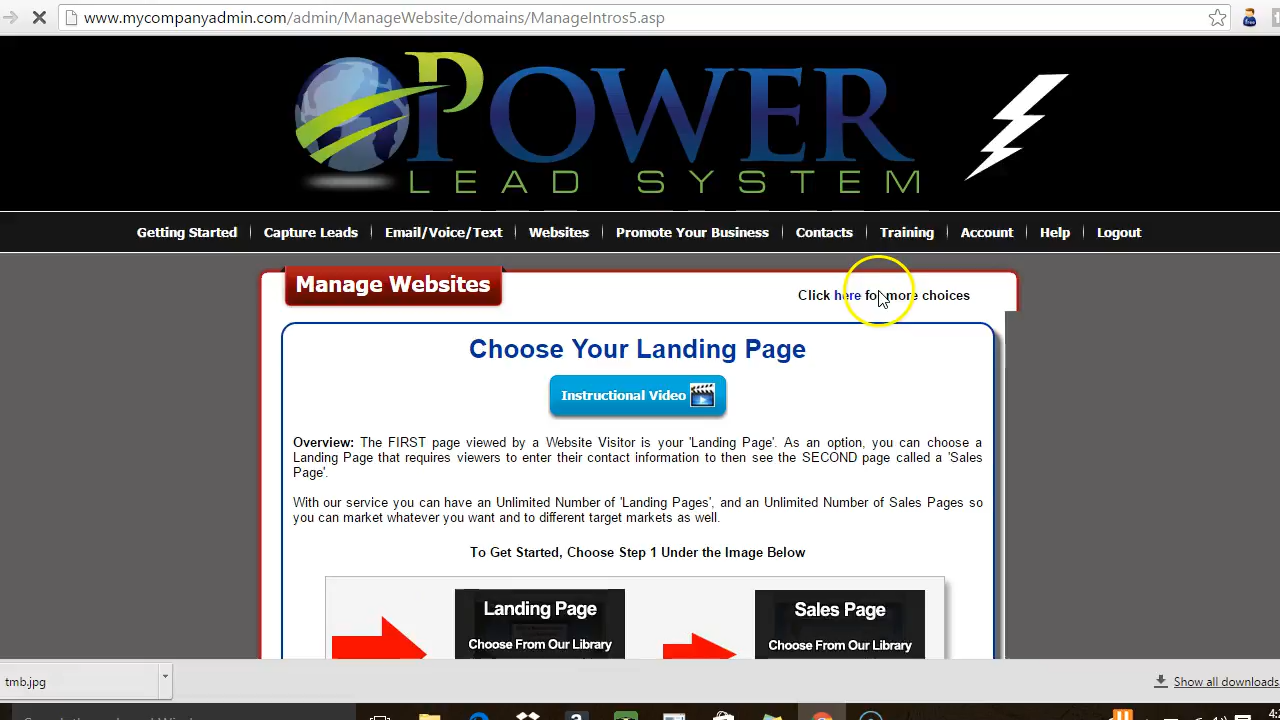 www.mycompanyadmin.com/admin/ManageWebsite/domains/ManageIntros5.asp
POWER
LEAD SYSTEM
Getting Started Capture Leads Email/Voice/Text Websites Promote Your Business Contacts Training Account Help Logout
Manage Websites
Click here for more choices
Choose Your Landing Page
Instructional Video
Overview: The FIRST page viewed by a Website Visitor is your 'Landing Page'. As an option, you can choose a
Landing Page that requires viewers to enter their contact information to then see the SECOND page called a 'Sales
Page'.
With our service you can have an Unlimited Number of 'Landing Pages', and an Unlimited Number of Sales Pages so
you can market whatever you want and to different target markets as well.
To Get Started, Choose Step 1 Under the Image Below
Landing Page
Choose From Our Library
Sales Page
Choose From Our Library
tmb.jpg
Show all downloads